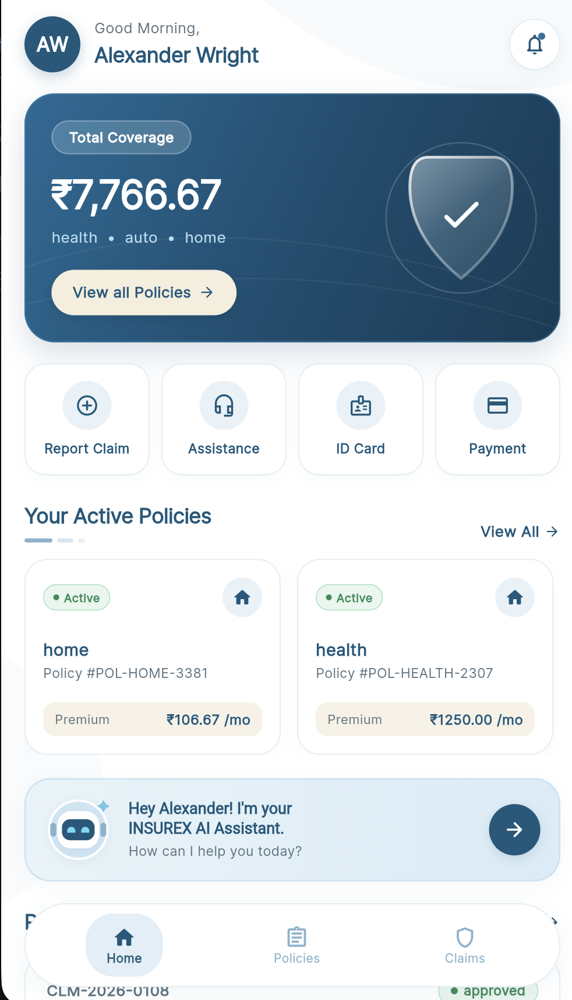 AW
Good Morning,
Alexander Wright
Total Coverage
₹7,766.67
health • auto • home
View all Policies →
Report Claim
Assistance
ID Card
Payment
Your Active Policies
View All →
Active
home
Policy #POL-HOME-3381
Premium ₹106.67 /mo
Active
health
Policy #POL-HEALTH-2307
Premium ₹1250.00 /mo
Hey Alexander! I'm your
INSUREX AI Assistant.
How can I help you today?
Home
Policies
Claims
CLM-2026-0108
approved